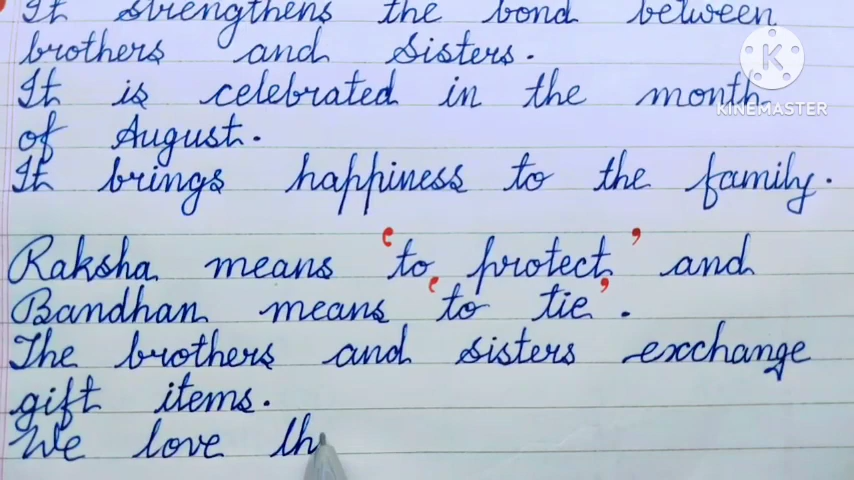 It strengthens the bond between
brothers and sisters.
It is celebrated in the month
of August.
It brings happiness to the family.
Raksha means 'to protect' and
Bandhan means 'to tie'.
The brothers and sisters exchange
gift items.
We love th
K
KINEMASTER